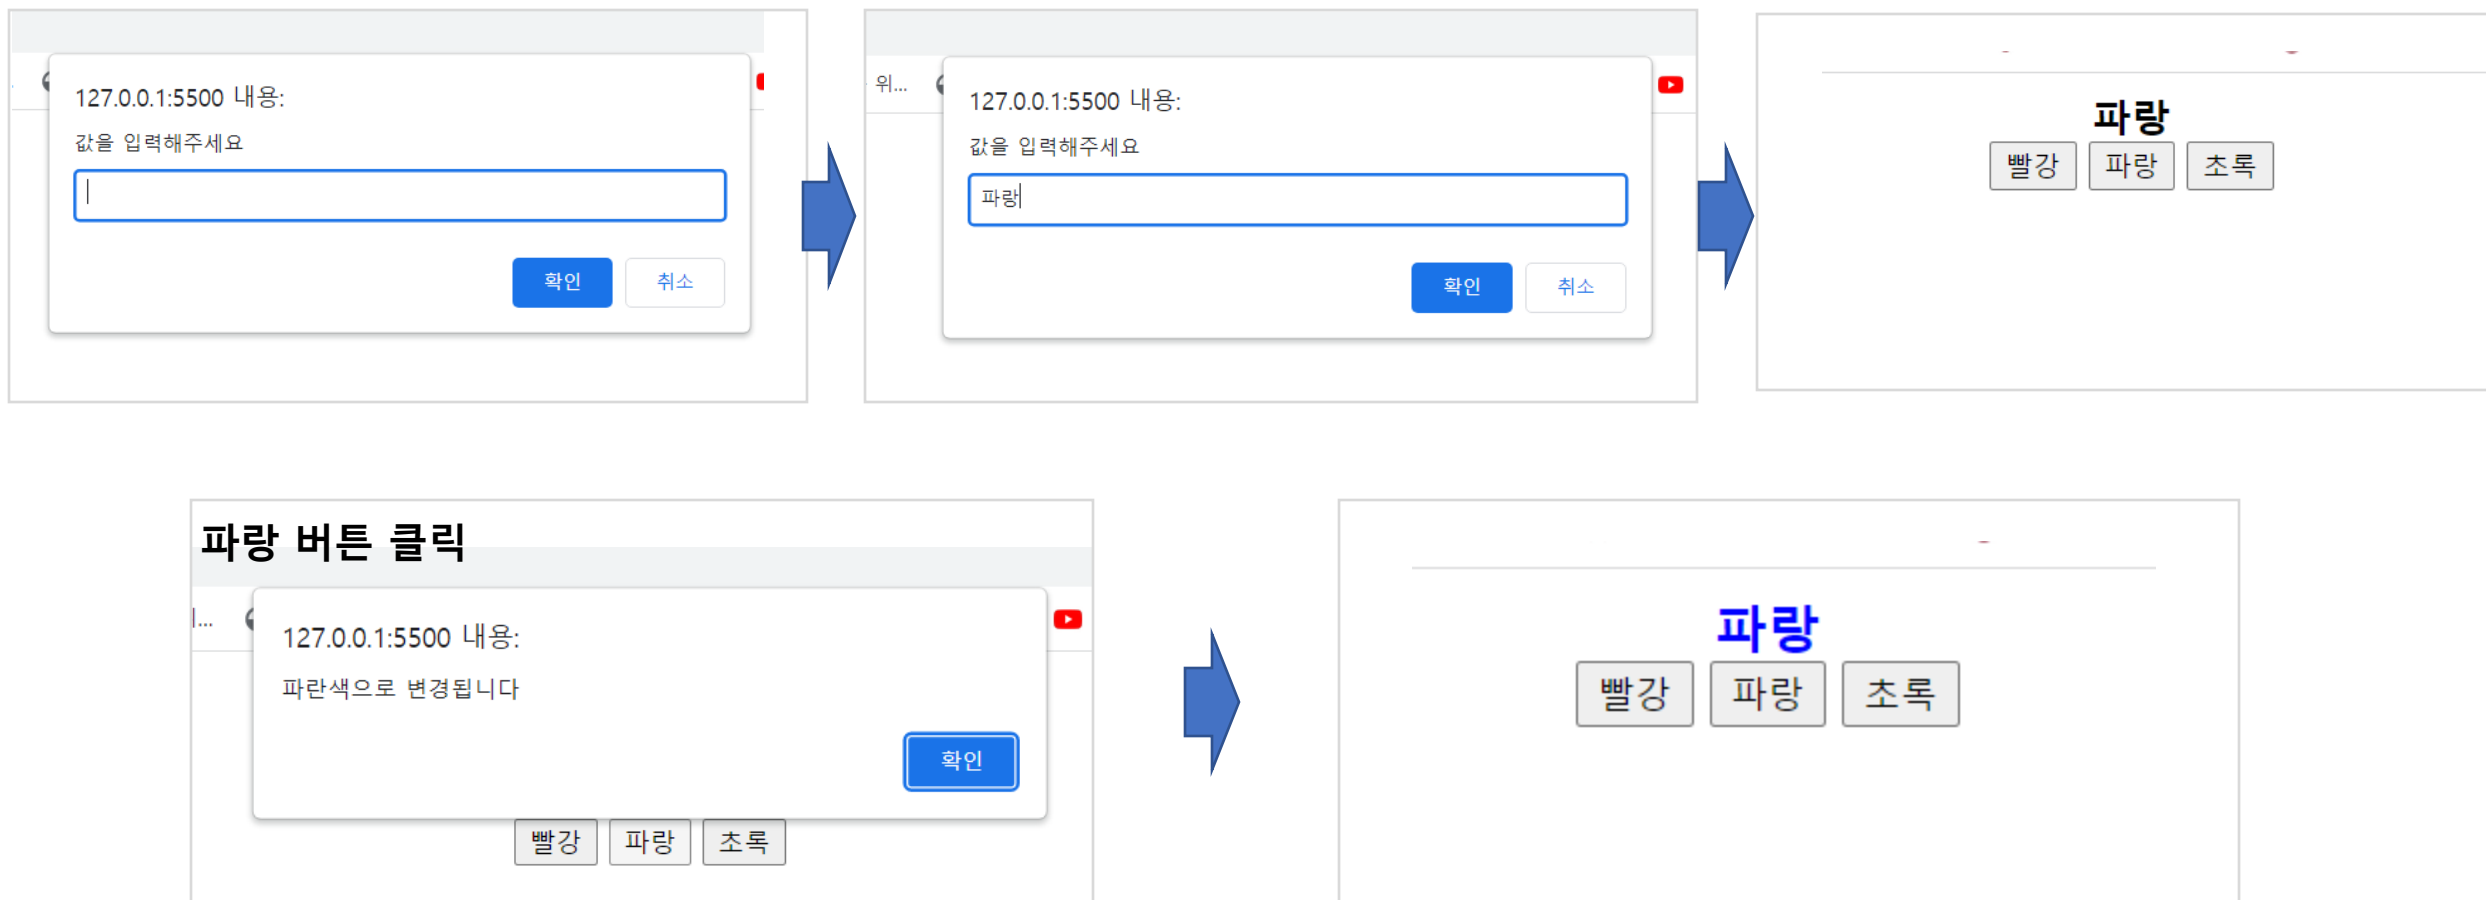 127.0.0.1:5500 내용:
값을 입력해주세요
확인 취소
위...
127.0.0.1:5500 내용:
값을 입력해주세요
파랑
확인 취소
파랑
빨강 파랑 초록
파랑 버튼 클릭
127.0.0.1:5500 내용:
파란색으로 변경됩니다
확인
빨강 파랑 초록
파랑
빨강 파랑 초록